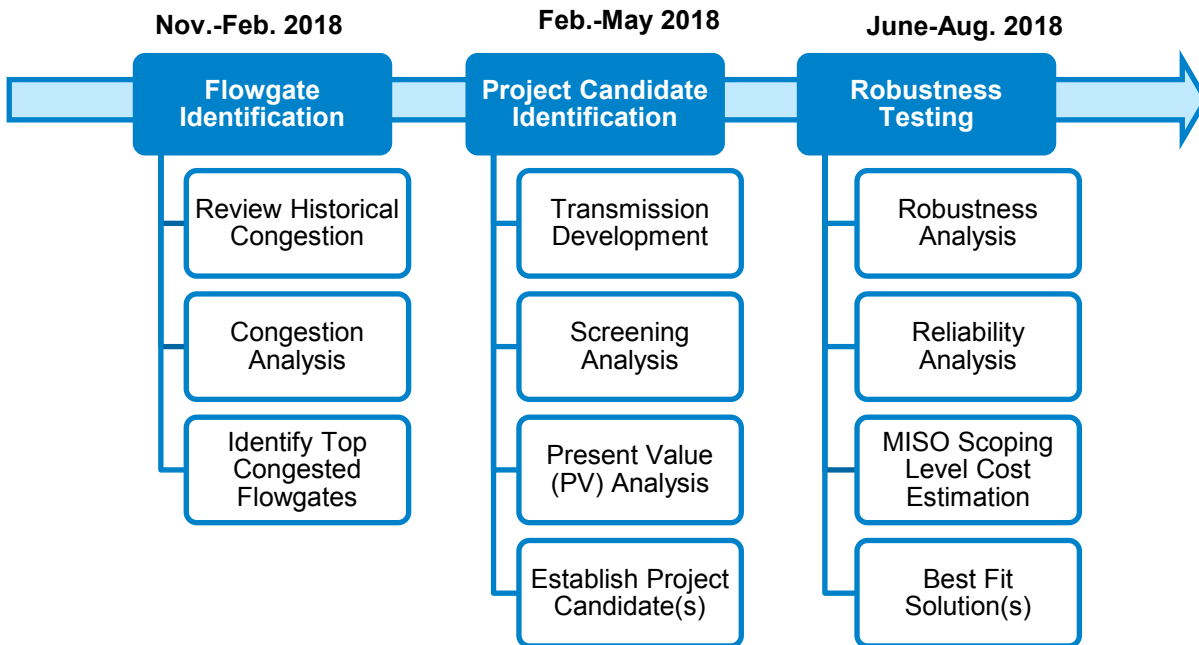 Nov.-Feb. 2018
Flowgate
Identification
Review Historical
Congestion
Congestion
Analysis
Identify Top
Congested
Flowgates
Feb.-May 2018
Project Candidate
Identification
Transmission
Development
Screening
Analysis
Present Value
(PV) Analysis
Establish Project
Candidate(s)
June-Aug. 2018
Robustness
Testing
Robustness
Analysis
Reliability
Analysis
MISO Scoping
Level Cost
Estimation
Best Fit
Solution(s)